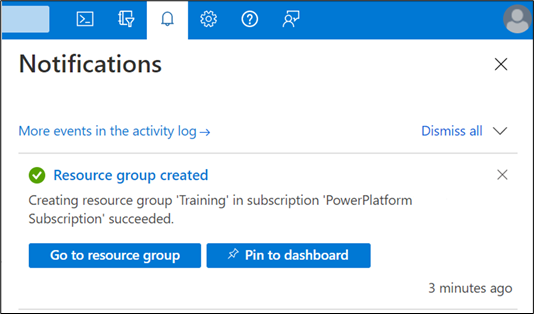 Notifications
More events in the activity log →
Dismiss all
Resource group created
Creating resource group 'Training' in subscription 'PowerPlatform
Subscription' succeeded.
Go to resource group
Pin to dashboard
3 minutes ago